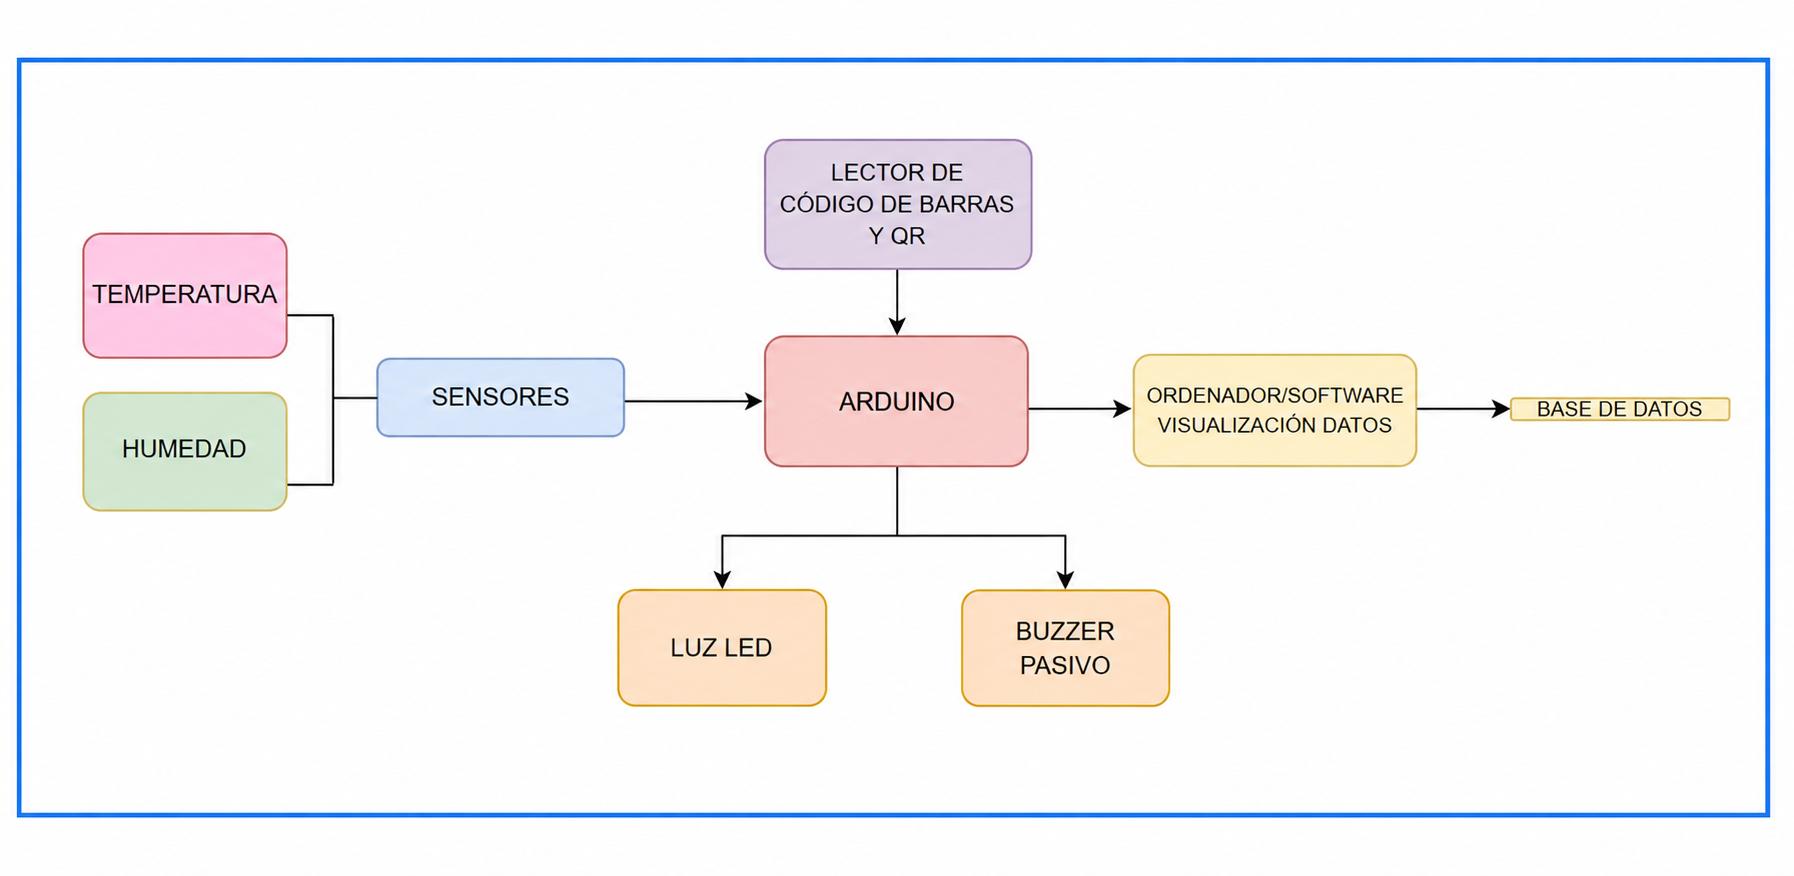 LECTOR DE
CÓDIGO DE BARRAS
Y QR
TEMPERATURA
HUMEDAD
SENSORES
ARDUINO
ORDENADOR/SOFTWARE
VISUALIZACIÓN DATOS
BASE DE DATOS
LUZ LED
BUZZER
PASIVO